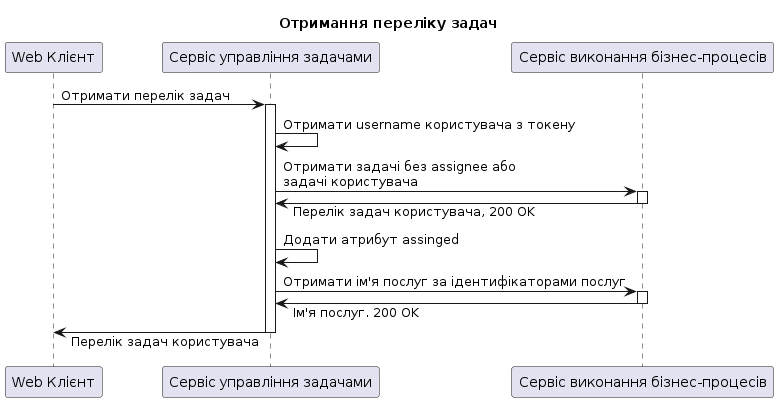 Отримання переліку задач
Web Клієнт
Сервіс управління задачами
Сервіс виконання бізнес-процесів
Отримати перелік задач
Отримати username користувача з токену
Отримати задачі без assignee або
задачі користувача
Перелік задач користувача, 200 OK
Додати атрибут assinged
Отримати ім'я послуг за ідентифікаторами послуг
Ім'я послуг. 200 OK
Перелік задач користувача
Web Клієнт
Сервіс управління задачами
Сервіс виконання бізнес-процесів